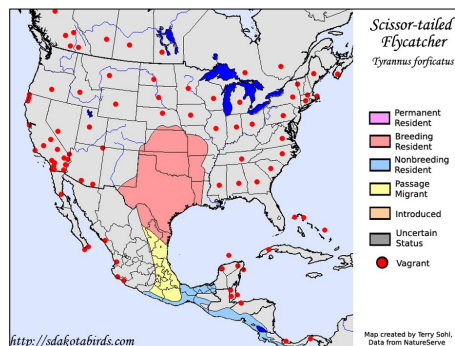 Scissor-tailed
Flycatcher
Tyrannus forficatus
Permanent
Resident
Breeding
Resident
Nonbreeding
Resident
Passage
Migrant
Introduced
Uncertain
Status
Vagrant
http://sdakotabirds.com
Map created by Terry Sohl,
Data from NatureServe